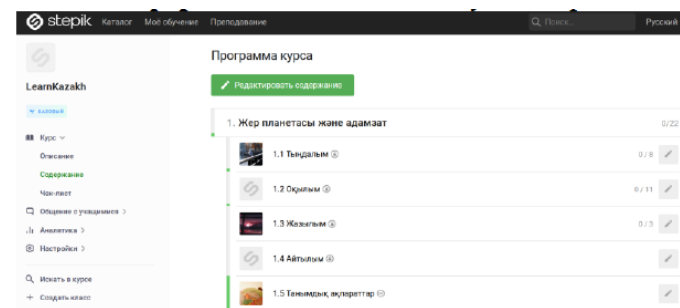 stepik Каталог Моё обучение Преподавание Поиск... Русский
LearnKazakh
Базовый
Курс
Описание
Содержание
Чек-лист
Общение с учащимися
Аналитика
Настройки
Искать в курсе
Создать класс
Программа курса
Редактировать содержание
1. Жер планетасы және адамзат 0/22
1.1 Тыңдалым 0 / 8
1.2 Оқылым 0 / 11
1.3 Жазылым 0 / 3
1.4 Айтылым
1.5 Танымдық ақпараттар